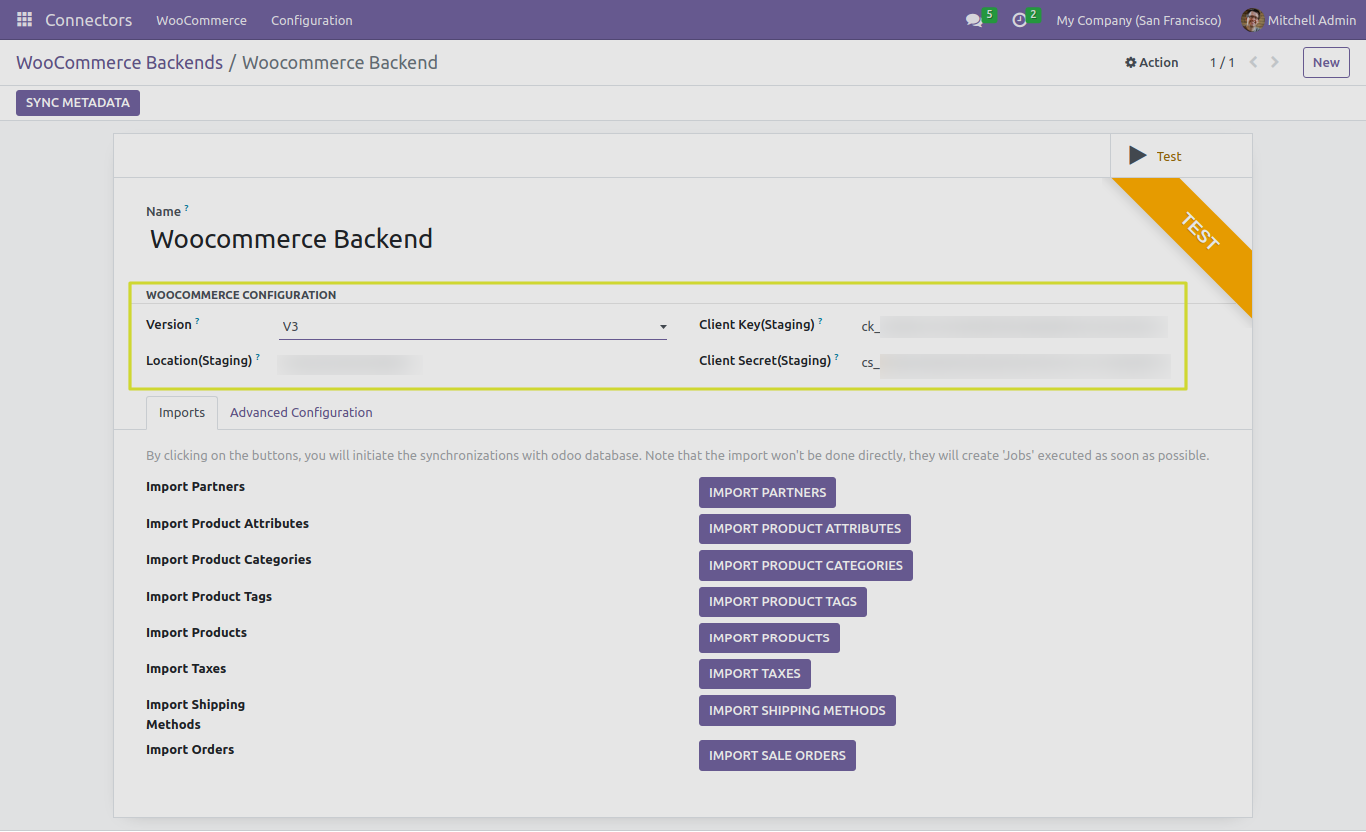 Connectors WooCommerce Configuration 5 2 My Company (San Francisco) Mitchell Admin
WooCommerce Backends / Woocommerce Backend Action 1 / 1 New
SYNC METADATA
Test
TEST
Name ?
Woocommerce Backend
WOOCOMMERCE CONFIGURATION
Version ? V3 Client Key(Staging) ? ck_
Location(Staging) ? Client Secret(Staging) ? cs_
Imports Advanced Configuration
By clicking on the buttons, you will initiate the synchronizations with odoo database. Note that the import won't be done directly, they will create 'Jobs' executed as soon as possible.
Import Partners IMPORT PARTNERS
Import Product Attributes IMPORT PRODUCT ATTRIBUTES
Import Product Categories IMPORT PRODUCT CATEGORIES
Import Product Tags IMPORT PRODUCT TAGS
Import Products IMPORT PRODUCTS
Import Taxes IMPORT TAXES
Import Shipping
Methods IMPORT SHIPPING METHODS
Import Orders IMPORT SALE ORDERS